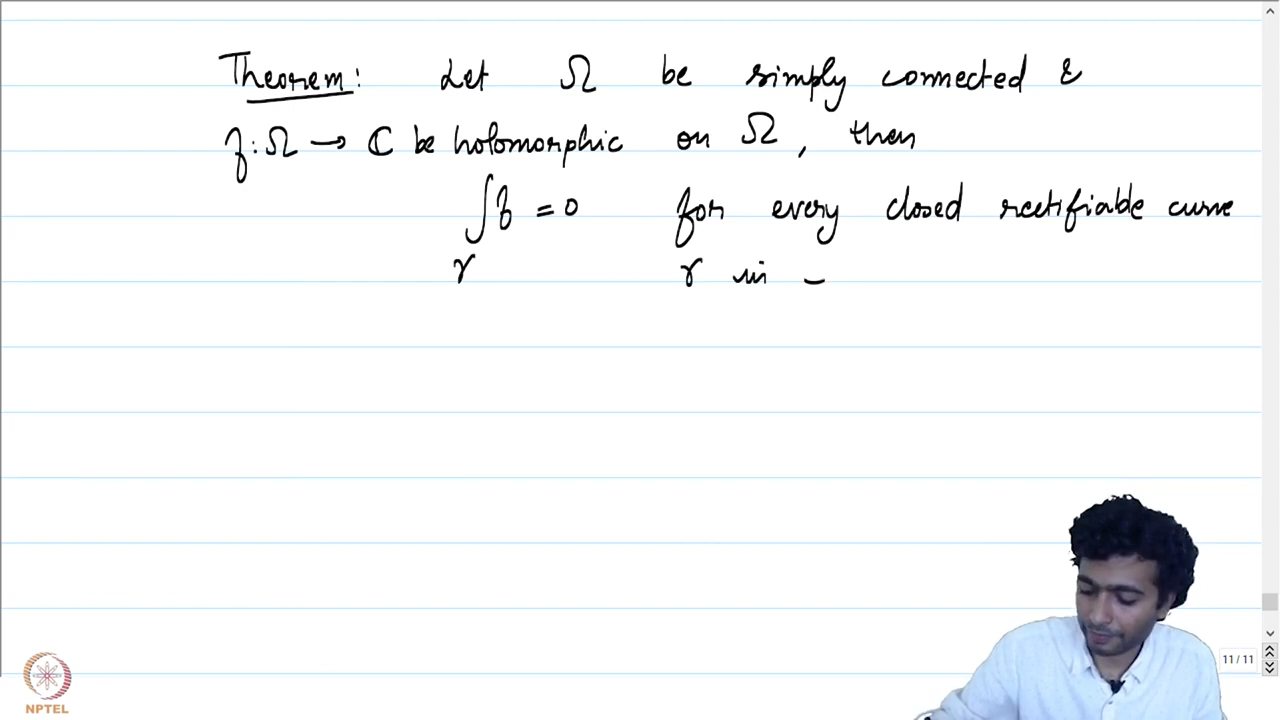 Theorem: Let Ω be simply connected &
f: Ω → ℂ be holomorphic on Ω, then
∫f = 0 for every closed rectifiable curve
γ γ in
11 / 11
NPTEL